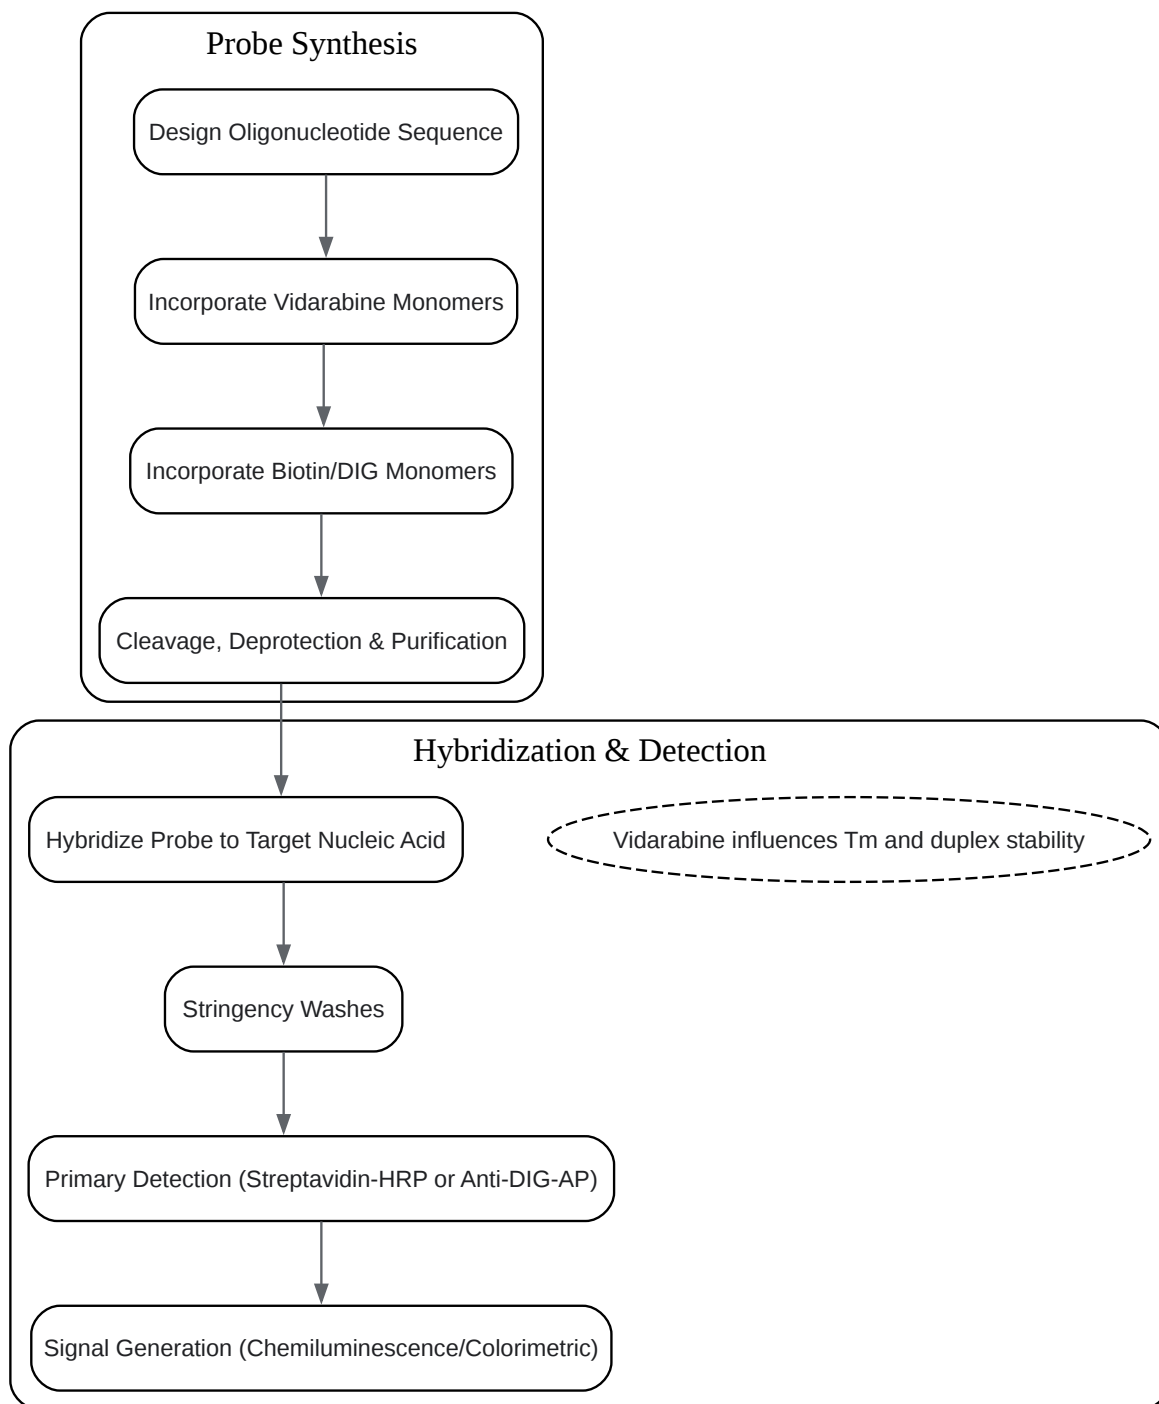 Probe Synthesis
Design Oligonucleotide Sequence
Incorporate Vidarabine Monomers
Incorporate Biotin/DIG Monomers
Cleavage, Deprotection & Purification
Hybridization & Detection
Hybridize Probe to Target Nucleic Acid
Vidarabine influences Tm and duplex stability
Stringency Washes
Primary Detection (Streptavidin-HRP or Anti-DIG-AP)
Signal Generation (Chemiluminescence/Colorimetric)